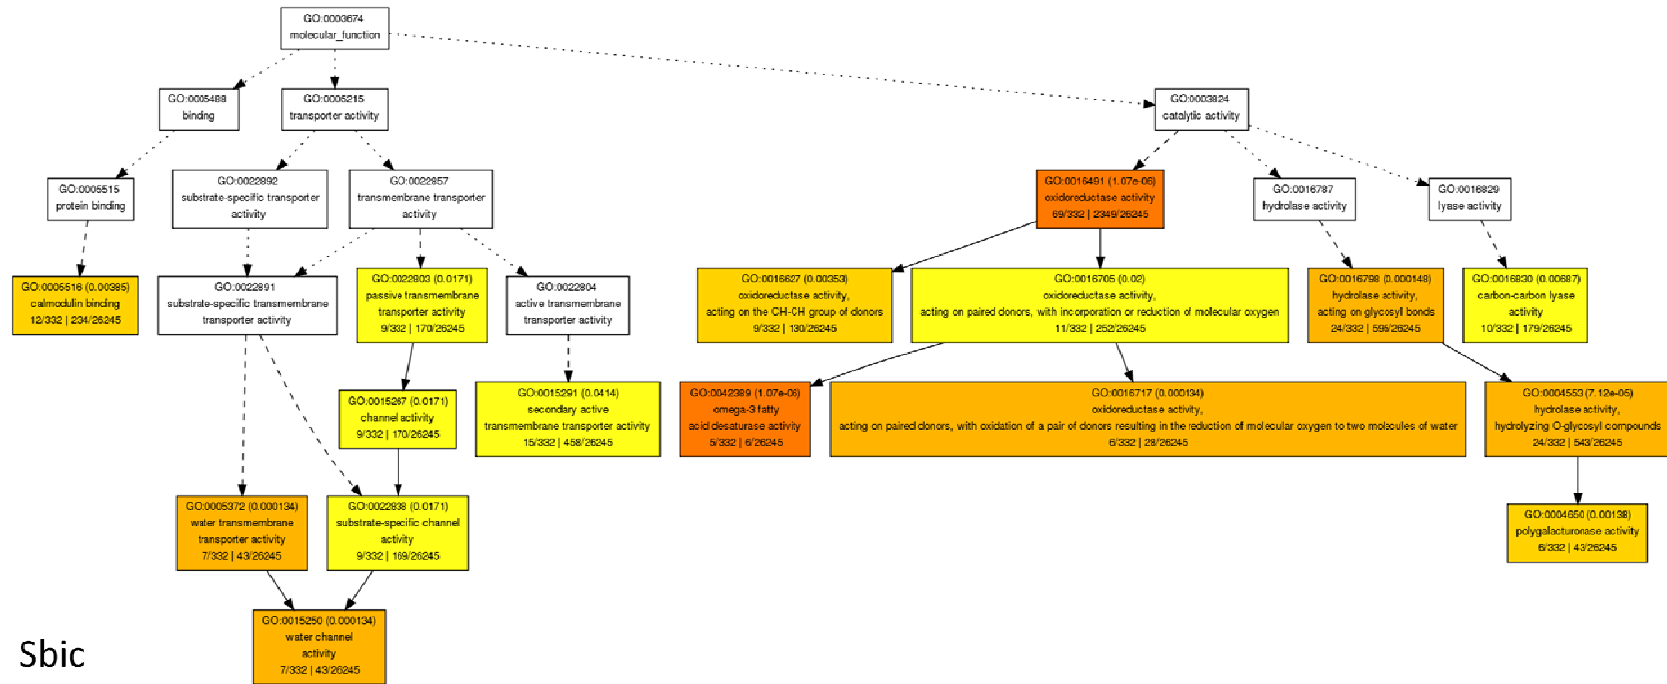 GO:0003674
molecular_function
GO:0005488
binding
GO:0005215
transporter activity
GO:0003824
catalytic activity
GO:0005515
protein binding
GO:0022892
substrate-specific transporter
activity
GO:0022857
transmembrane transporter
activity
GO:0016491 (1.07e-06)
oxidoreductase activity
69/332 | 2349/26245
GO:0016787
hydrolase activity
GO:0016829
lyase activity
GO:0005516 (0.00385)
calmodulin binding
12/332 | 234/26245
GO:0022891
substrate-specific transmembrane
transporter activity
GO:0022803 (0.0171)
passive transmembrane
transporter activity
9/332 | 170/26245
GO:0022804
active transmembrane
transporter activity
GO:0016627 (0.00353)
oxidoreductase activity,
acting on the CH-CH group of donors
9/332 | 130/26245
GO:0016705 (0.02)
oxidoreductase activity,
acting on paired donors, with incorporation or reduction of molecular oxygen
11/332 | 252/26245
GO:0016798 (0.000148)
hydrolase activity,
acting on glycosyl bonds
24/332 | 596/26245
GO:0016830 (0.00687)
carbon-carbon lyase
activity
10/332 | 179/26245
GO:0015267 (0.0171)
channel activity
9/332 | 170/26245
GO:0015291 (0.0414)
secondary active
transmembrane transporter activity
15/332 | 458/26245
GO:0042389 (1.07e-06)
omega-3 fatty
acid desaturase activity
5/332 | 6/26245
GO:0016717 (0.000134)
oxidoreductase activity,
acting on paired donors, with oxidation of a pair of donors resulting in the reduction of molecular oxygen to two molecules of water
6/332 | 28/26245
GO:0004553 (7.12e-05)
hydrolase activity,
hydrolyzing O-glycosyl compounds
24/332 | 543/26245
GO:0005372 (0.000134)
water transmembrane
transporter activity
7/332 | 43/26245
GO:0022838 (0.0171)
substrate-specific channel
activity
9/332 | 169/26245
GO:0004650 (0.00138)
polygalacturonase activity
6/332 | 43/26245
GO:0015250 (0.000134)
water channel
activity
7/332 | 43/26245
Sbic